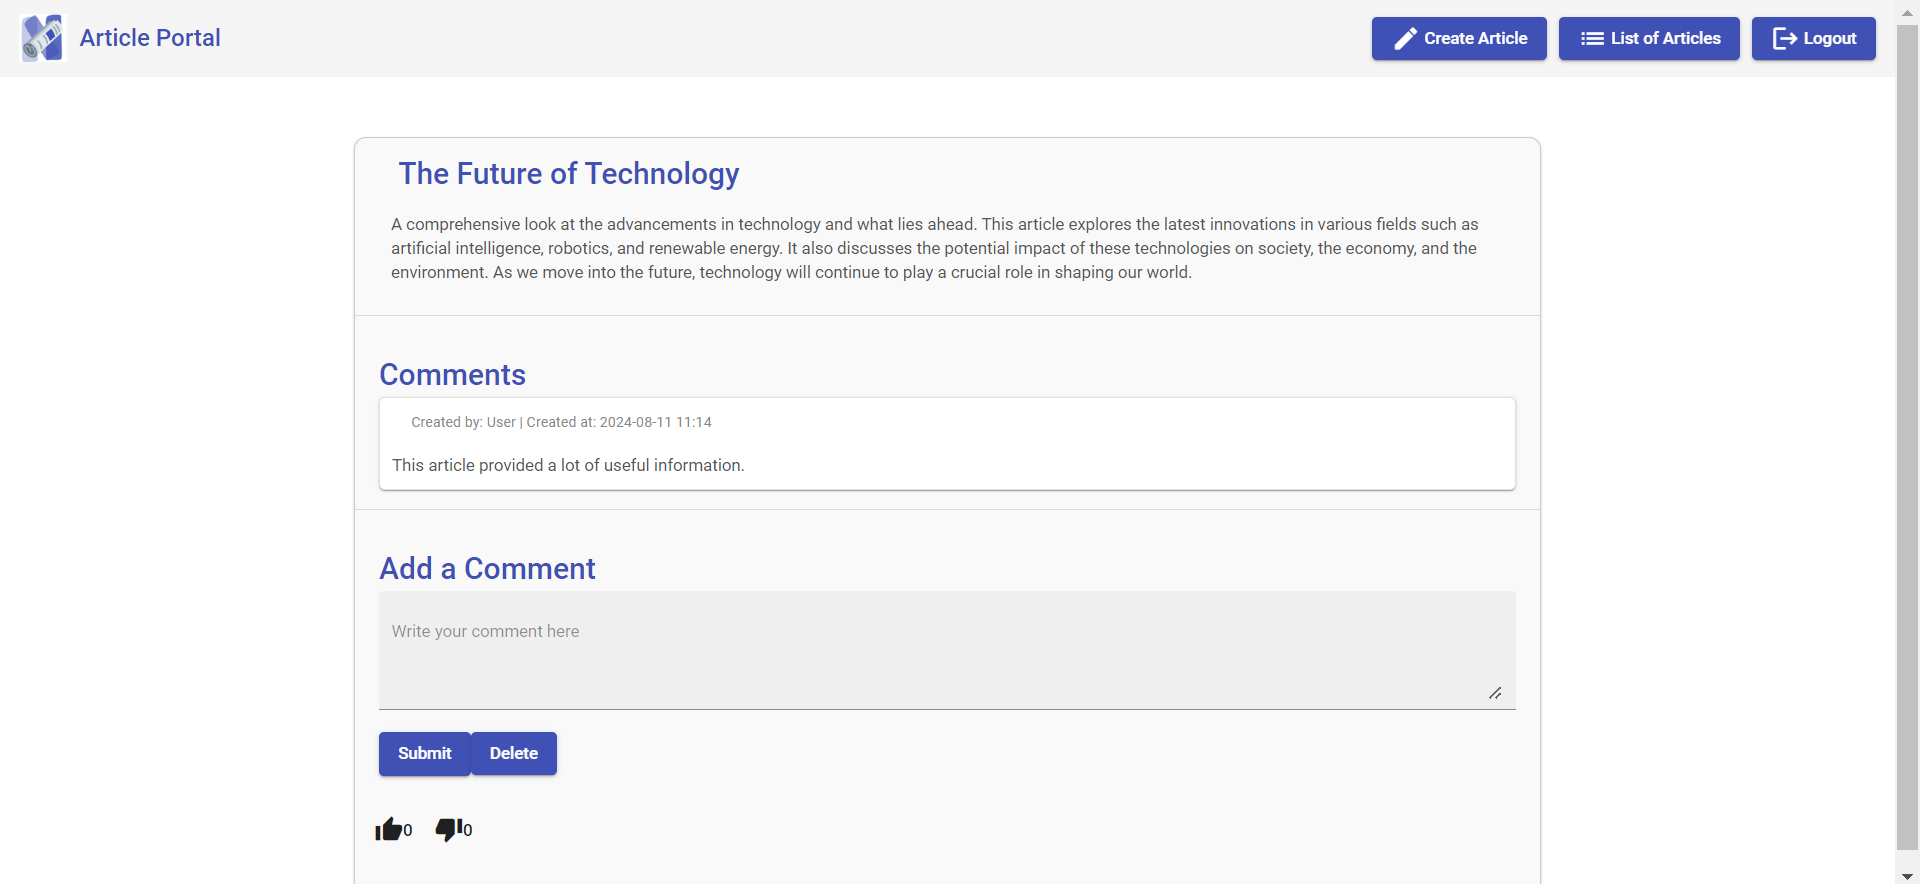 Article Portal
Create Article
List of Articles
Logout
The Future of Technology
A comprehensive look at the advancements in technology and what lies ahead. This article explores the latest innovations in various fields such as
artificial intelligence, robotics, and renewable energy. It also discusses the potential impact of these technologies on society, the economy, and the
environment. As we move into the future, technology will continue to play a crucial role in shaping our world.
Comments
Created by: User | Created at: 2024-08-11 11:14
This article provided a lot of useful information.
Add a Comment
Write your comment here
Submit
Delete
0
0